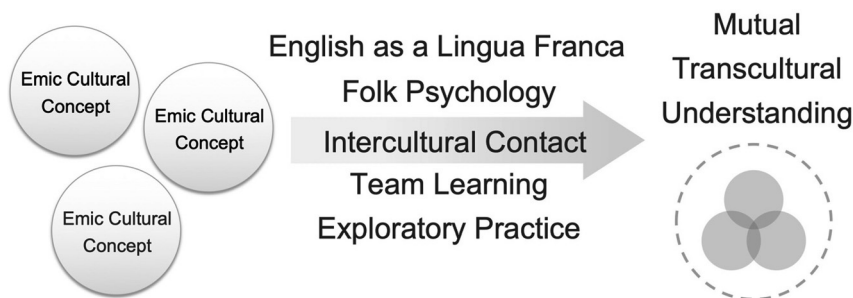 Emic Cultural
Concept
Emic Cultural
Concept
Emic Cultural
Concept
English as a Lingua Franca
Folk Psychology
Intercultural Contact
Team Learning
Exploratory Practice
Mutual
Transcultural
Understanding